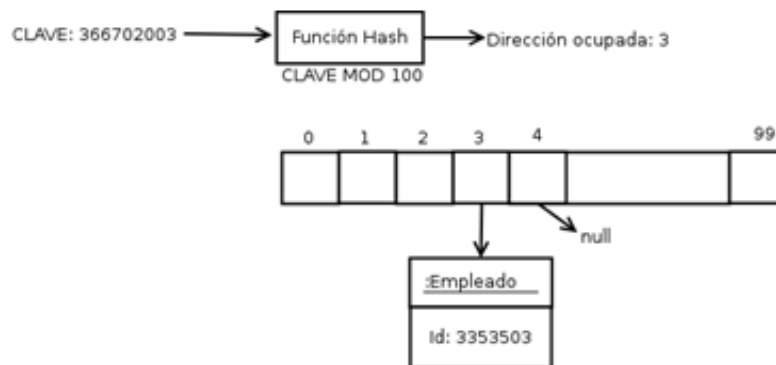 CLAVE: 366702003
Función Hash
Dirección ocupada: 3
CLAVE MOD 100
0 1 2 3 4 99
null
:Empleado
Id: 3353503